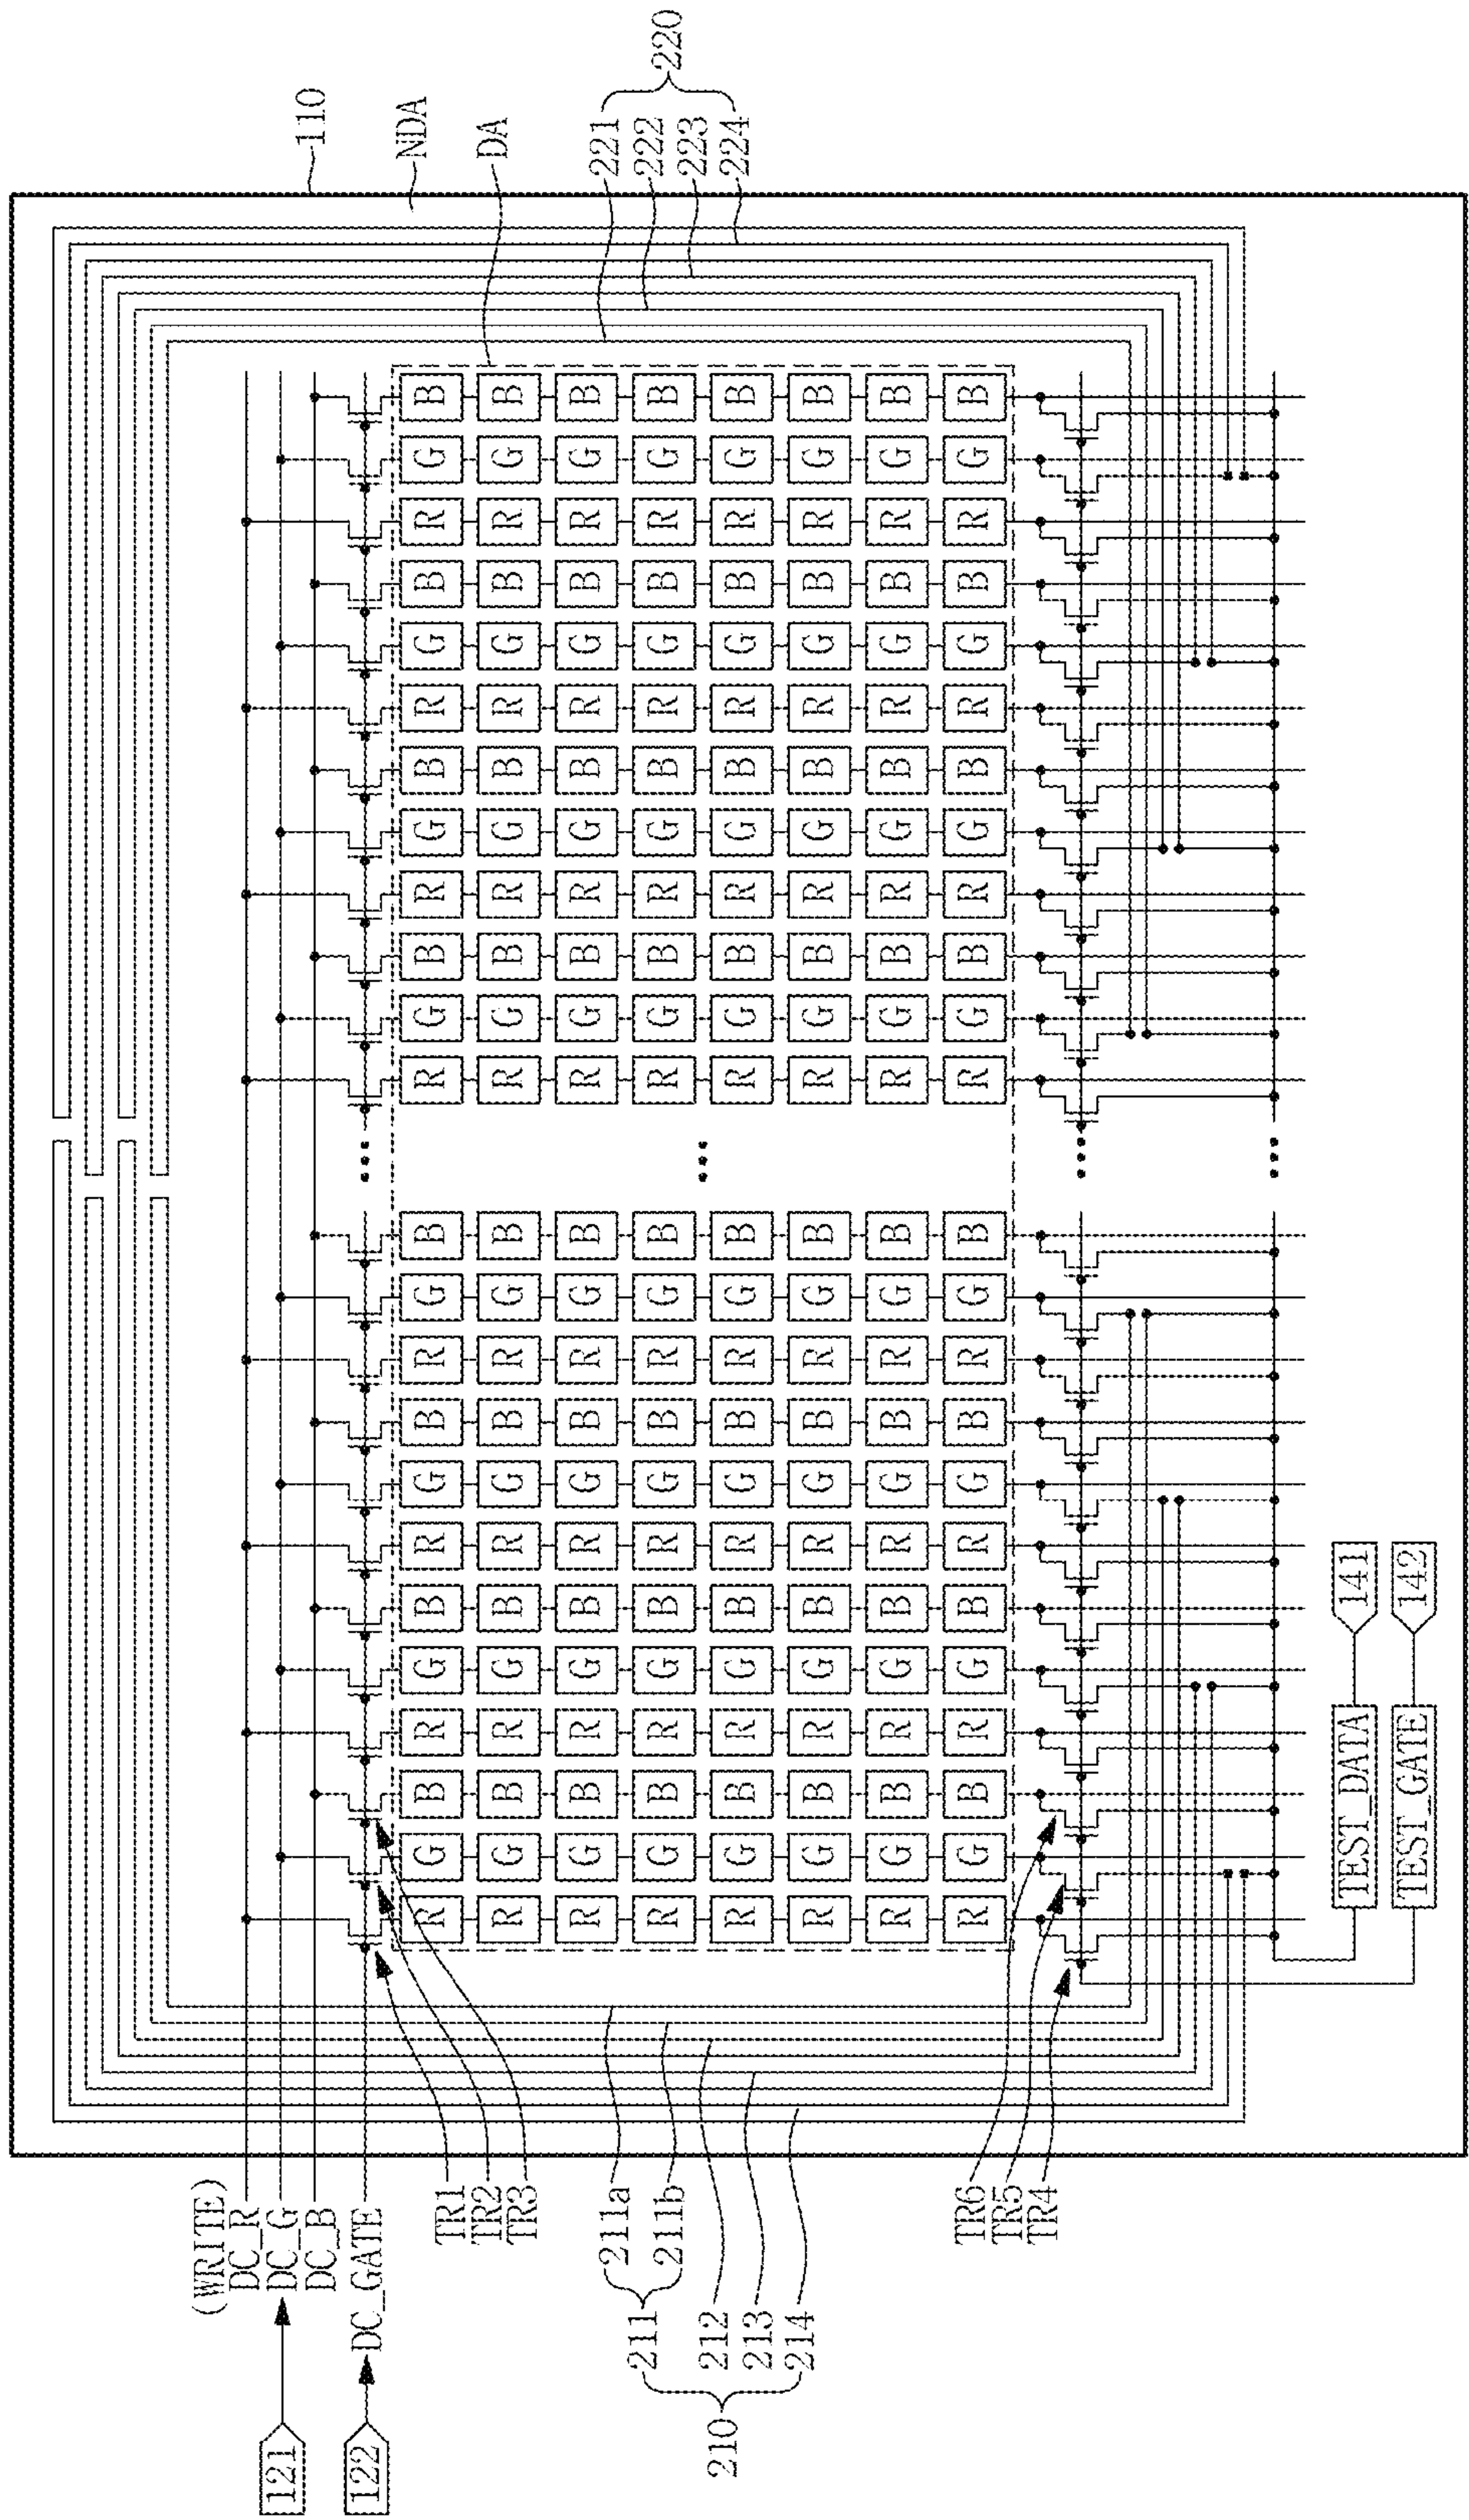 (WRITE)
DC_R
121 DC_G
DC_B
122 DC_GATE
110
NDA
DA
R G B R G B R G B R G B R G B R G B R G B R G B
R G B R G B R G B R G B R G B R G B R G B R G B
R G B R G B R G B R G B R G B R G B R G B R G B
R G B R G B R G B R G B R G B R G B R G B R G B
R G B R G B R G B R G B R G B R G B R G B R G B
R G B R G B R G B R G B R G B R G B R G B R G B
R G B R G B R G B R G B R G B R G B R G B R G B
R G B R G B R G B R G B R G B R G B R G B R G B
TR1
TR2
TR3
211a
211
211b
212
210
213
214
221
222
220
223
224
TR6
TR5
TR4
TEST_DATA 141
TEST_GATE 142